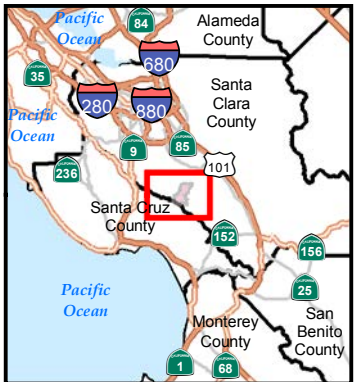 Pacific
Ocean
84
Alameda
County
680
35
Santa
Clara
County
280
880
Pacific
Ocean
9
85
101
236
Santa Cruz
County
152
156
25
Pacific
Ocean
San
Benito
County
Monterey
County
1
68